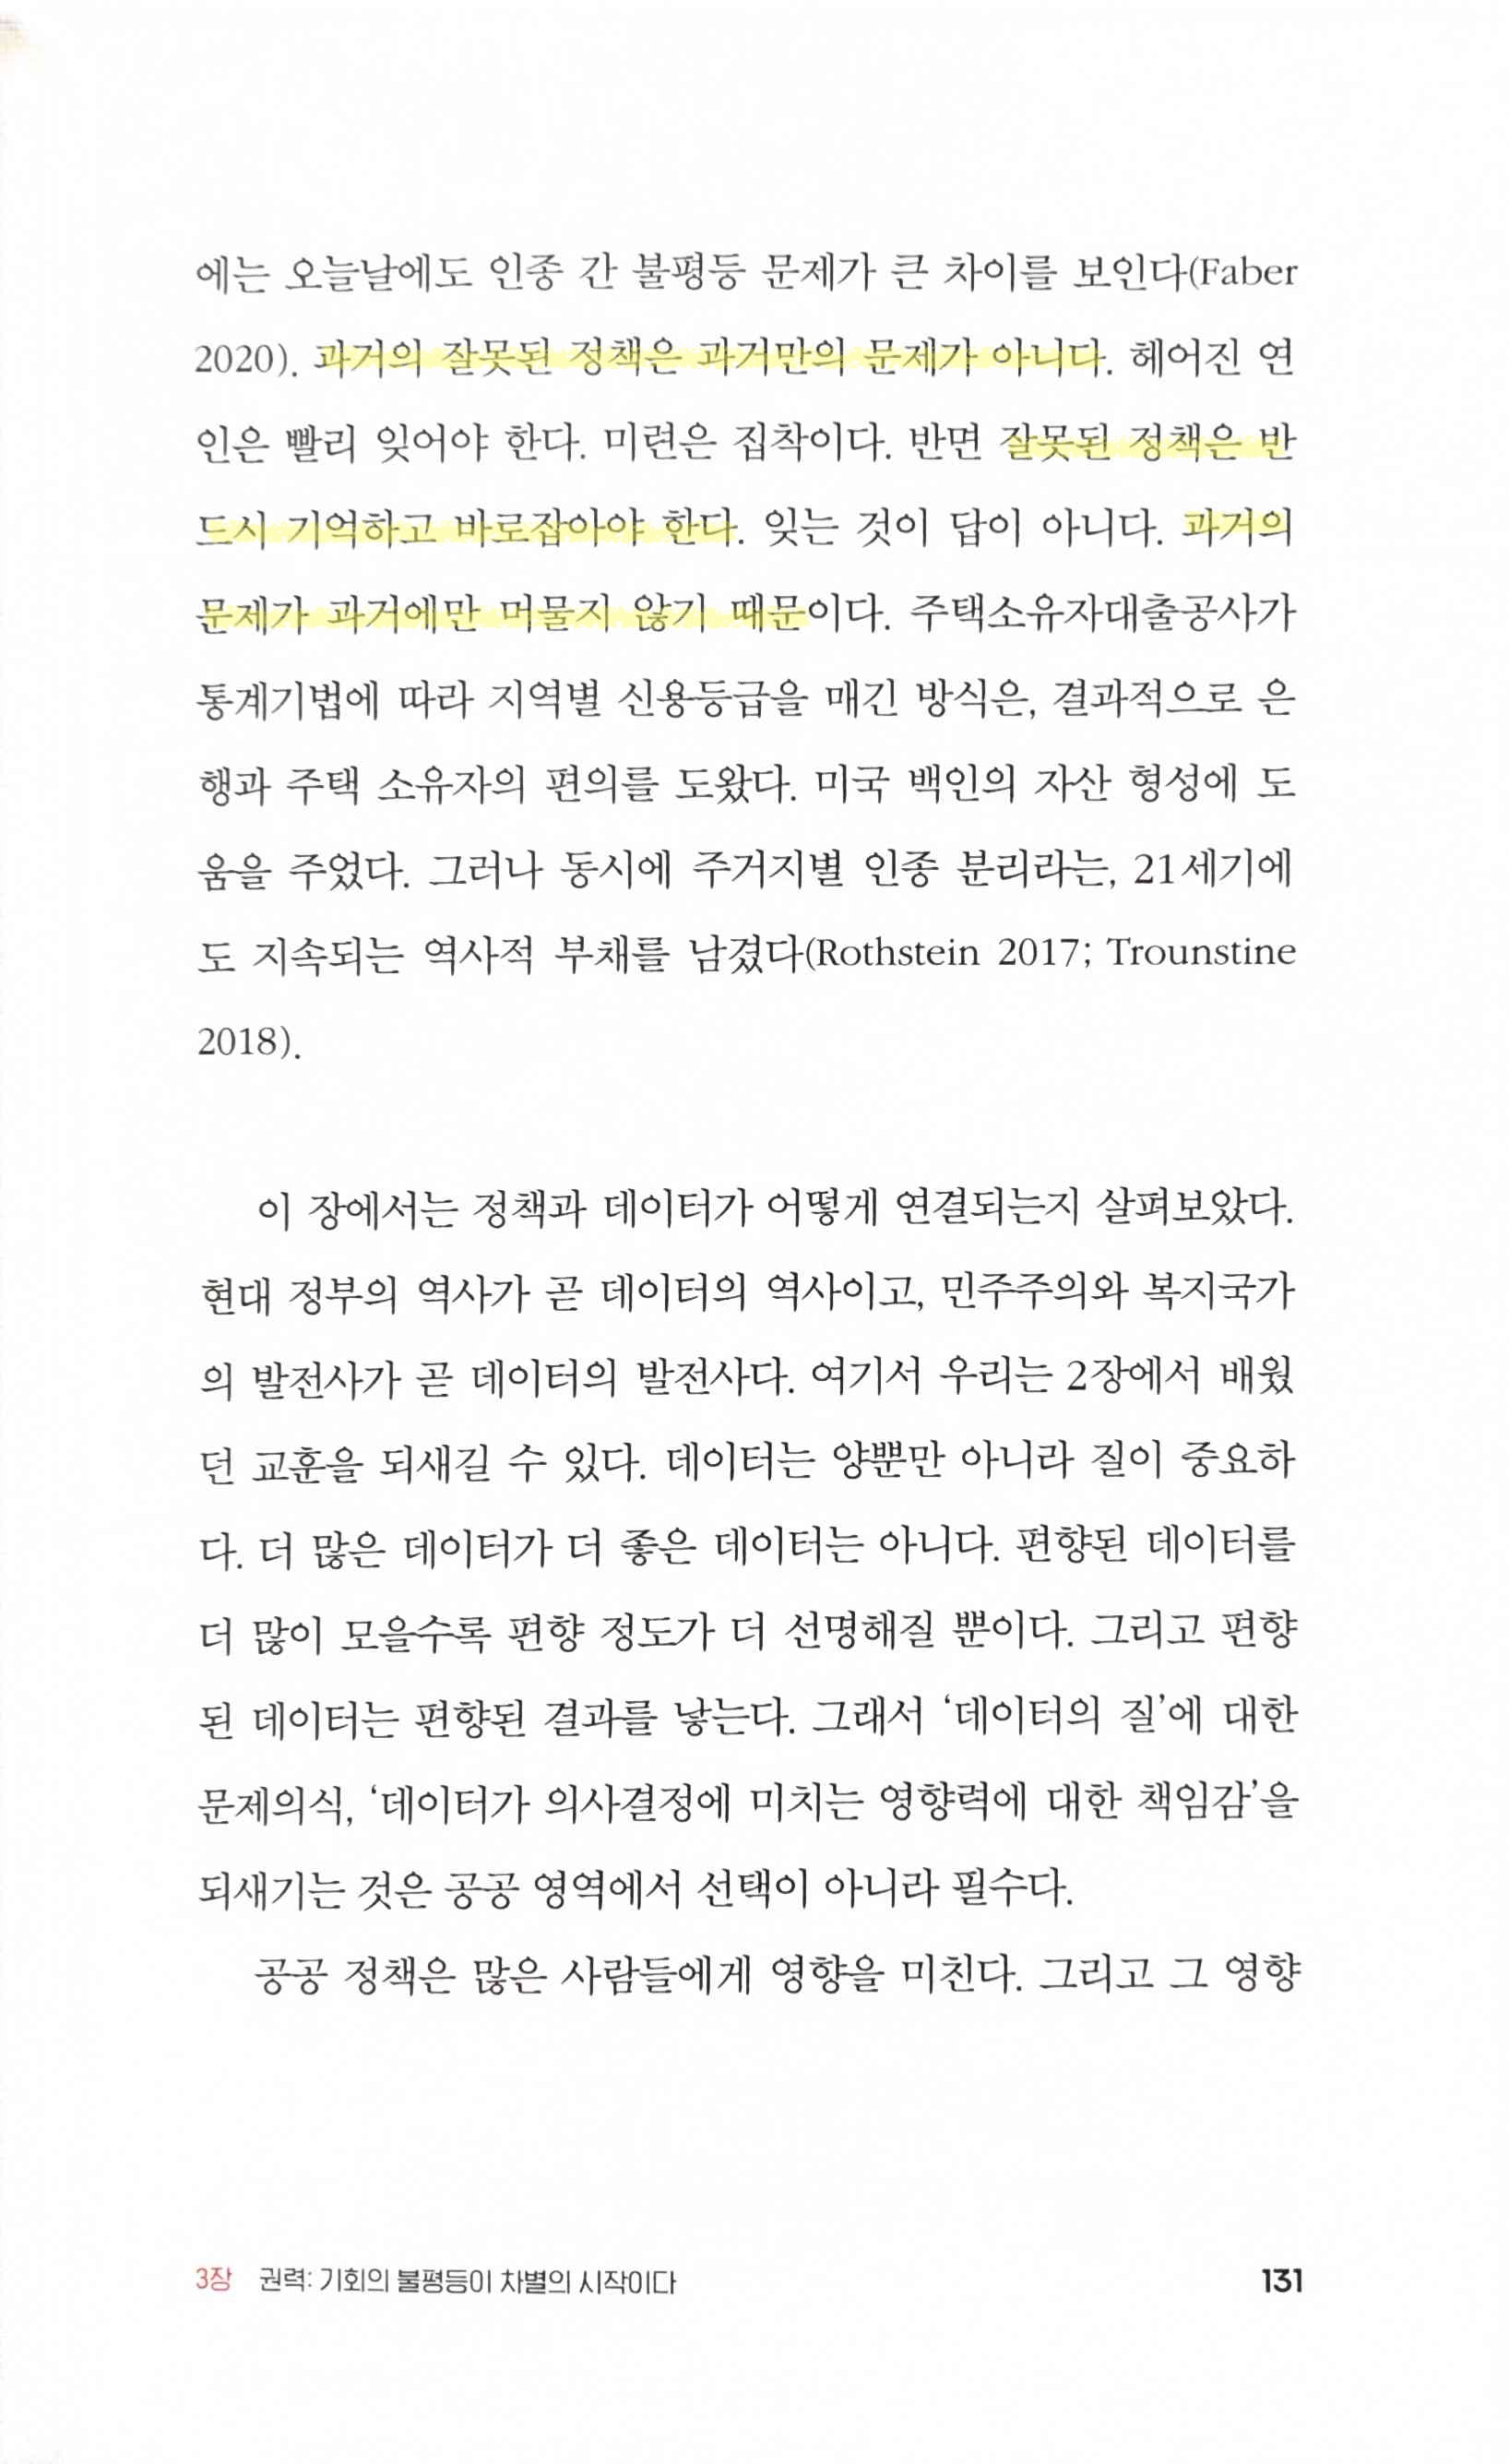 에는 오늘날에도 인종 간 불평등 문제가 큰 차이를 보인다(Faber
2020). 과거의 잘못된 정책은 과거만의 문제가 아니다. 헤어진 연
인은 빨리 잊어야 한다. 미련은 집착이다. 반면 잘못된 정책은 반
드시 기억하고 바로잡아야 한다. 잊는 것이 답이 아니다. 과거의
문제가 과거에만 머물지 않기 때문이다. 주택소유자대출공사가
통계기법에 따라 지역별 신용등급을 매긴 방식은, 결과적으로 은
행과 주택 소유자의 편의를 도왔다. 미국 백인의 자산 형성에 도
움을 주었다. 그러나 동시에 주거지별 인종 분리라는, 21세기에
도 지속되는 역사적 부채를 남겼다(Rothstein 2017; Trounstine
2018).
이 장에서는 정책과 데이터가 어떻게 연결되는지 살펴보았다.
현대 정부의 역사가 곧 데이터의 역사이고, 민주주의와 복지국가
의 발전사가 곧 데이터의 발전사다. 여기서 우리는 2장에서 배웠
던 교훈을 되새길 수 있다. 데이터는 양뿐만 아니라 질이 중요하
다. 더 많은 데이터가 더 좋은 데이터는 아니다. 편향된 데이터를
더 많이 모을수록 편향 정도가 더 선명해질 뿐이다. 그리고 편향
된 데이터는 편향된 결과를 낳는다. 그래서 ‘데이터의 질’에 대한
문제의식, ‘데이터가 의사결정에 미치는 영향력에 대한 책임감’을
되새기는 것은 공공 영역에서 선택이 아니라 필수다.
공공 정책은 많은 사람들에게 영향을 미친다. 그리고 그 영향
3장 권력: 기회의 불평등이 차별의 시작이다 131